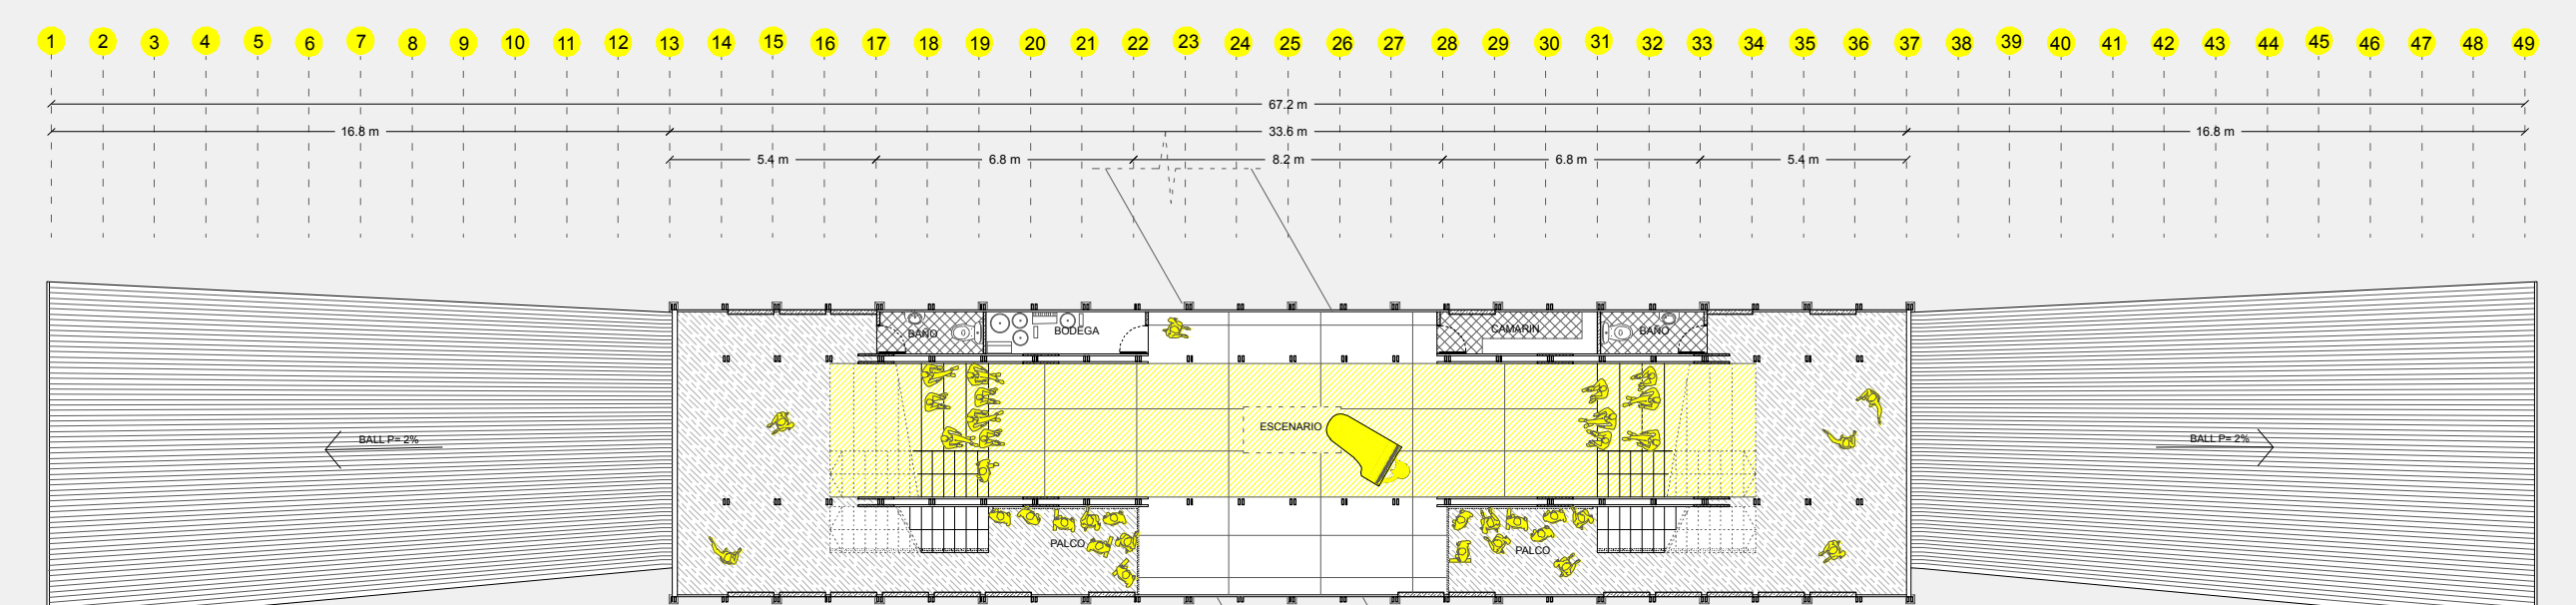 1 2 3 4 5 6 7 8 9 10 11 12 13 14 15 16 17 18 19 20 21 22 23 24 25 26 27 28 29 30 31 32 33 34 35 36 37 38 39 40 41 42 43 44 45 46 47 48 49
67.2 m
16.8 m 33.6 m 16.8 m
5.4 m 6.8 m 8.2 m 6.8 m 5.4 m
BAÑO BODEGA CAMARIN BAÑO
ESCENARIO
BALL P= 2% BALL P= 2%
PALCO PALCO